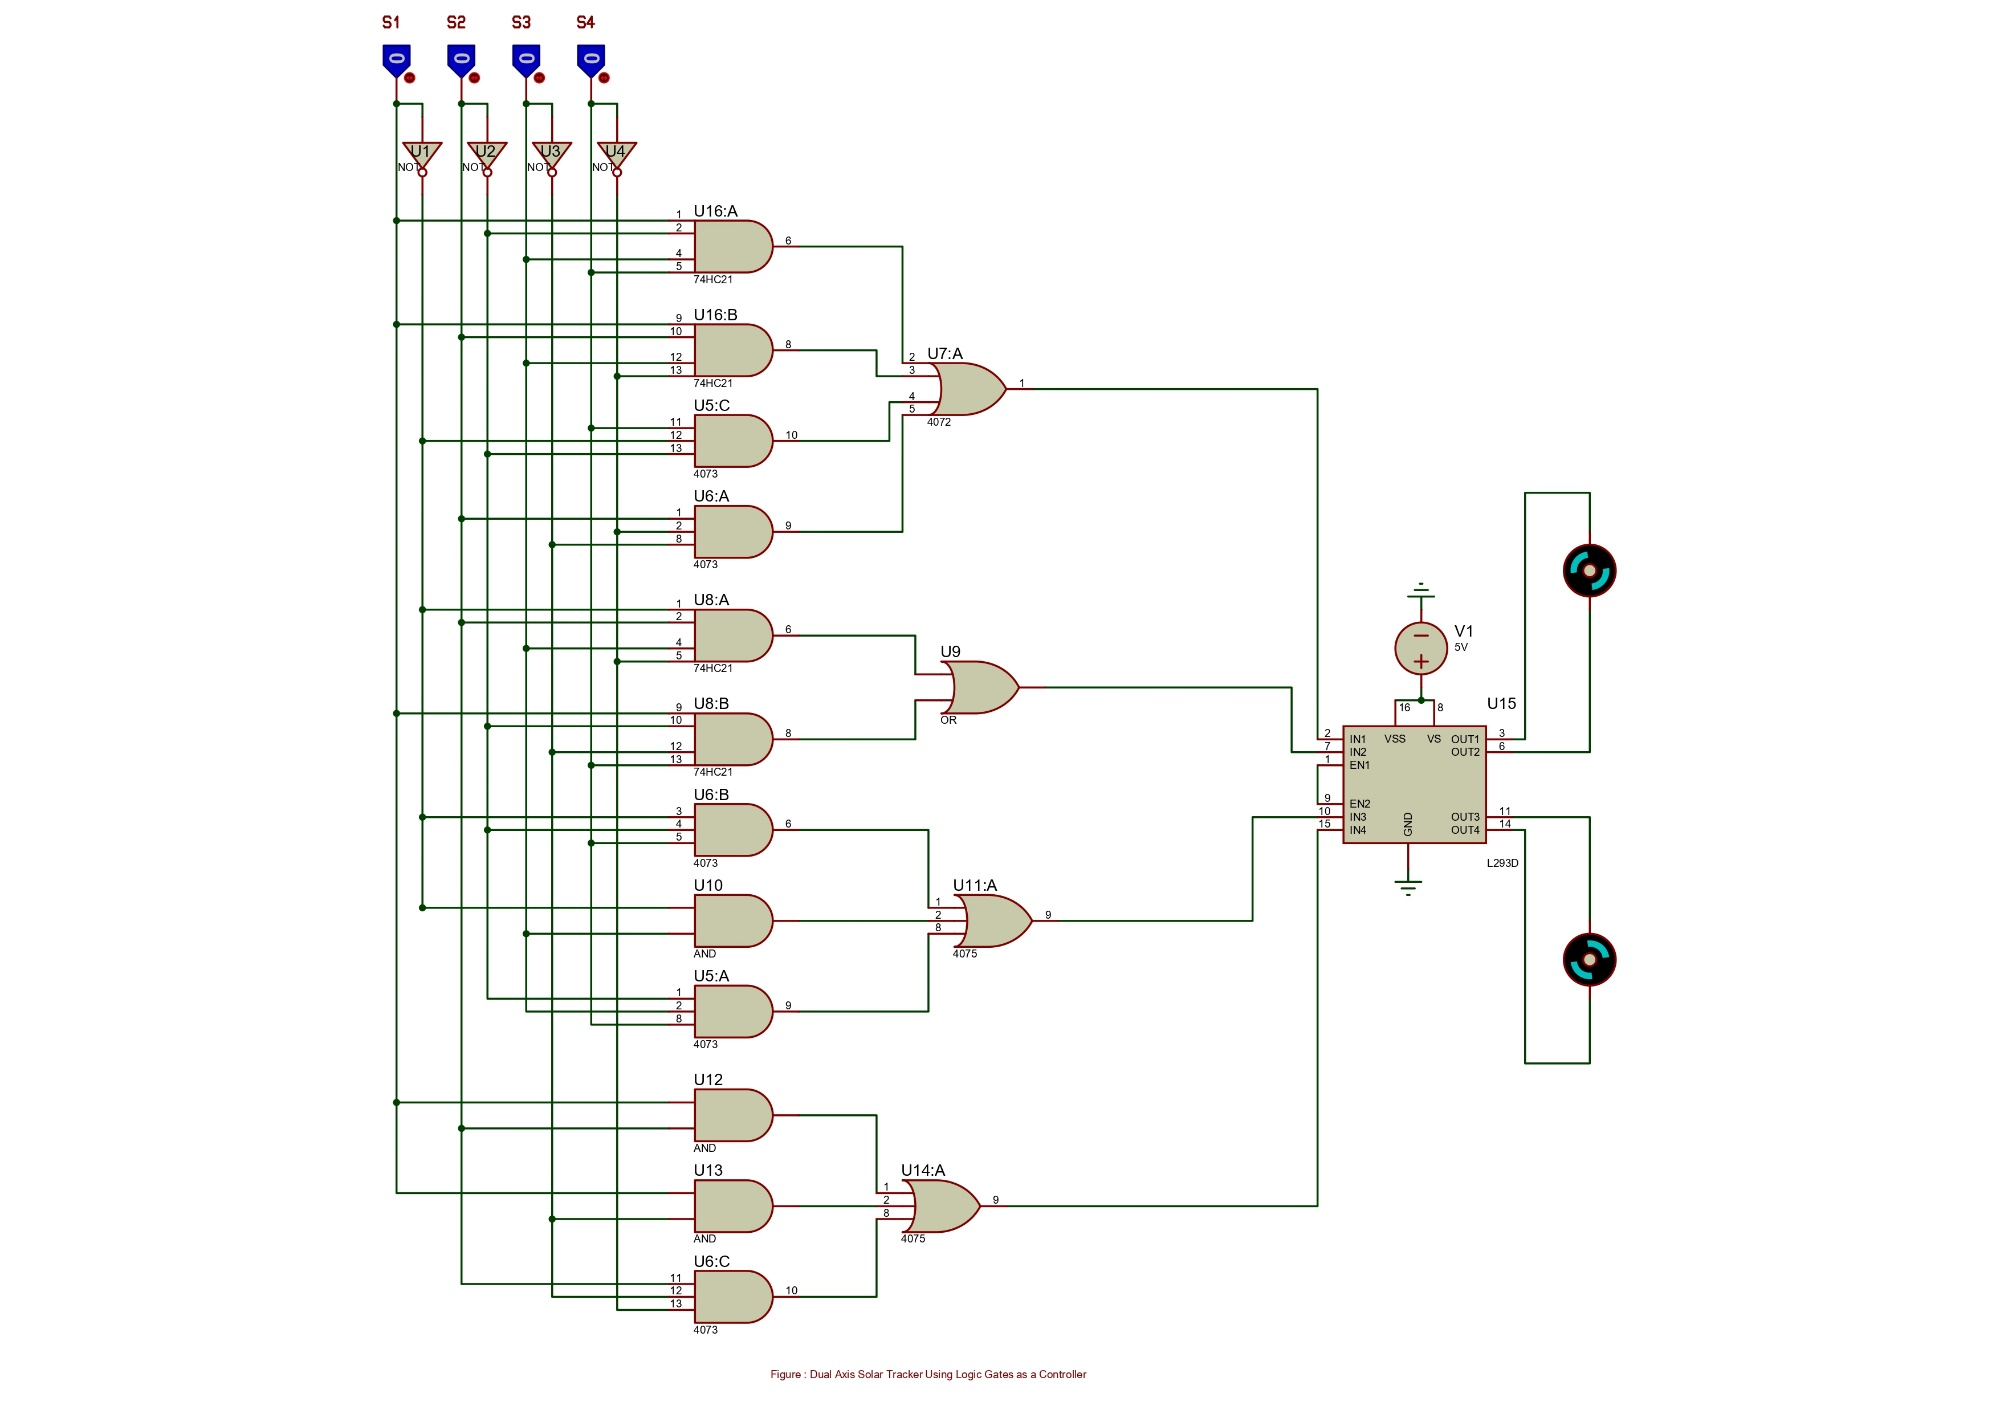 S1 S2 S3 S4
0 0 0 0
U1 U2 U3 U4
NOT NOT NOT NOT
U16:A
1
2
4
5
6
74HC21
U16:B
9
10
12
13
8
74HC21
U5:C
11
12
13
10
4073
U6:A
1
2
8
9
4073
U7:A
2
3
4
5
1
4072
U8:A
1
2
4
5
6
74HC21
U8:B
9
10
12
13
8
74HC21
U9
OR
U6:B
3
4
5
6
4073
U10
AND
U5:A
1
2
8
9
4073
U11:A
1
2
8
9
4075
U12
AND
U13
AND
U6:C
11
12
13
10
4073
U14:A
1
2
8
9
4075
V1
5V
U15
16 8
2 IN1 VSS VS OUT1 3
7 IN2 OUT2 6
1 EN1
9 EN2
10 IN3 OUT3 11
15 IN4 OUT4 14
GND
L293D
Figure : Dual Axis Solar Tracker Using Logic Gates as a Controller